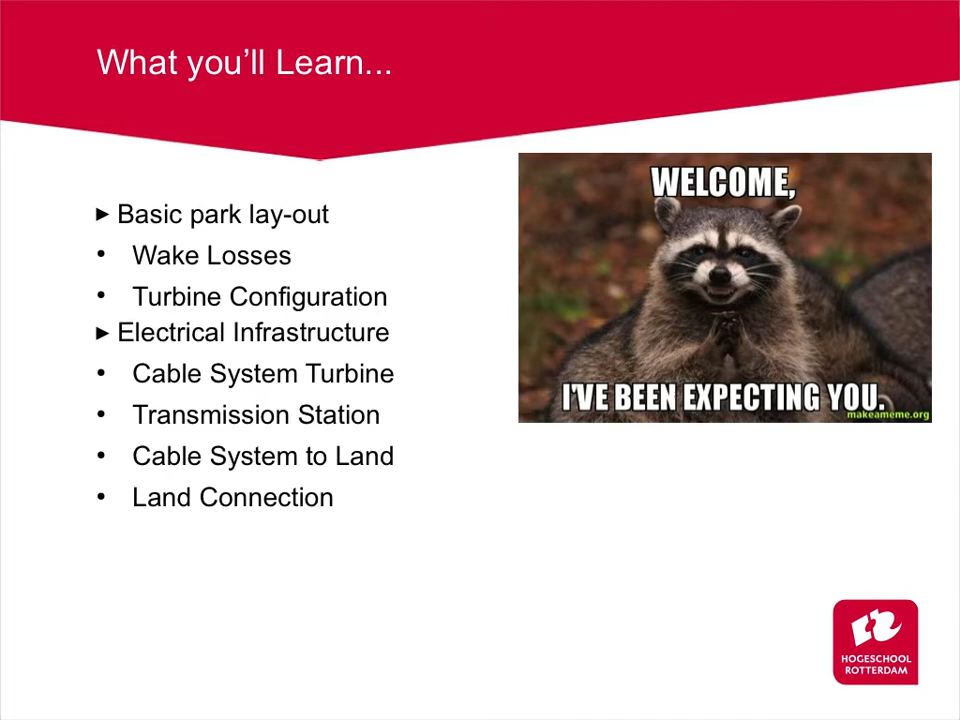 What you’ll Learn...
► Basic park lay-out
• Wake Losses
• Turbine Configuration
► Electrical Infrastructure
• Cable System Turbine
• Transmission Station
• Cable System to Land
• Land Connection
WELCOME,
I'VE BEEN EXPECTING YOU.
makeameme.org
HOGESCHOOL
ROTTERDAM